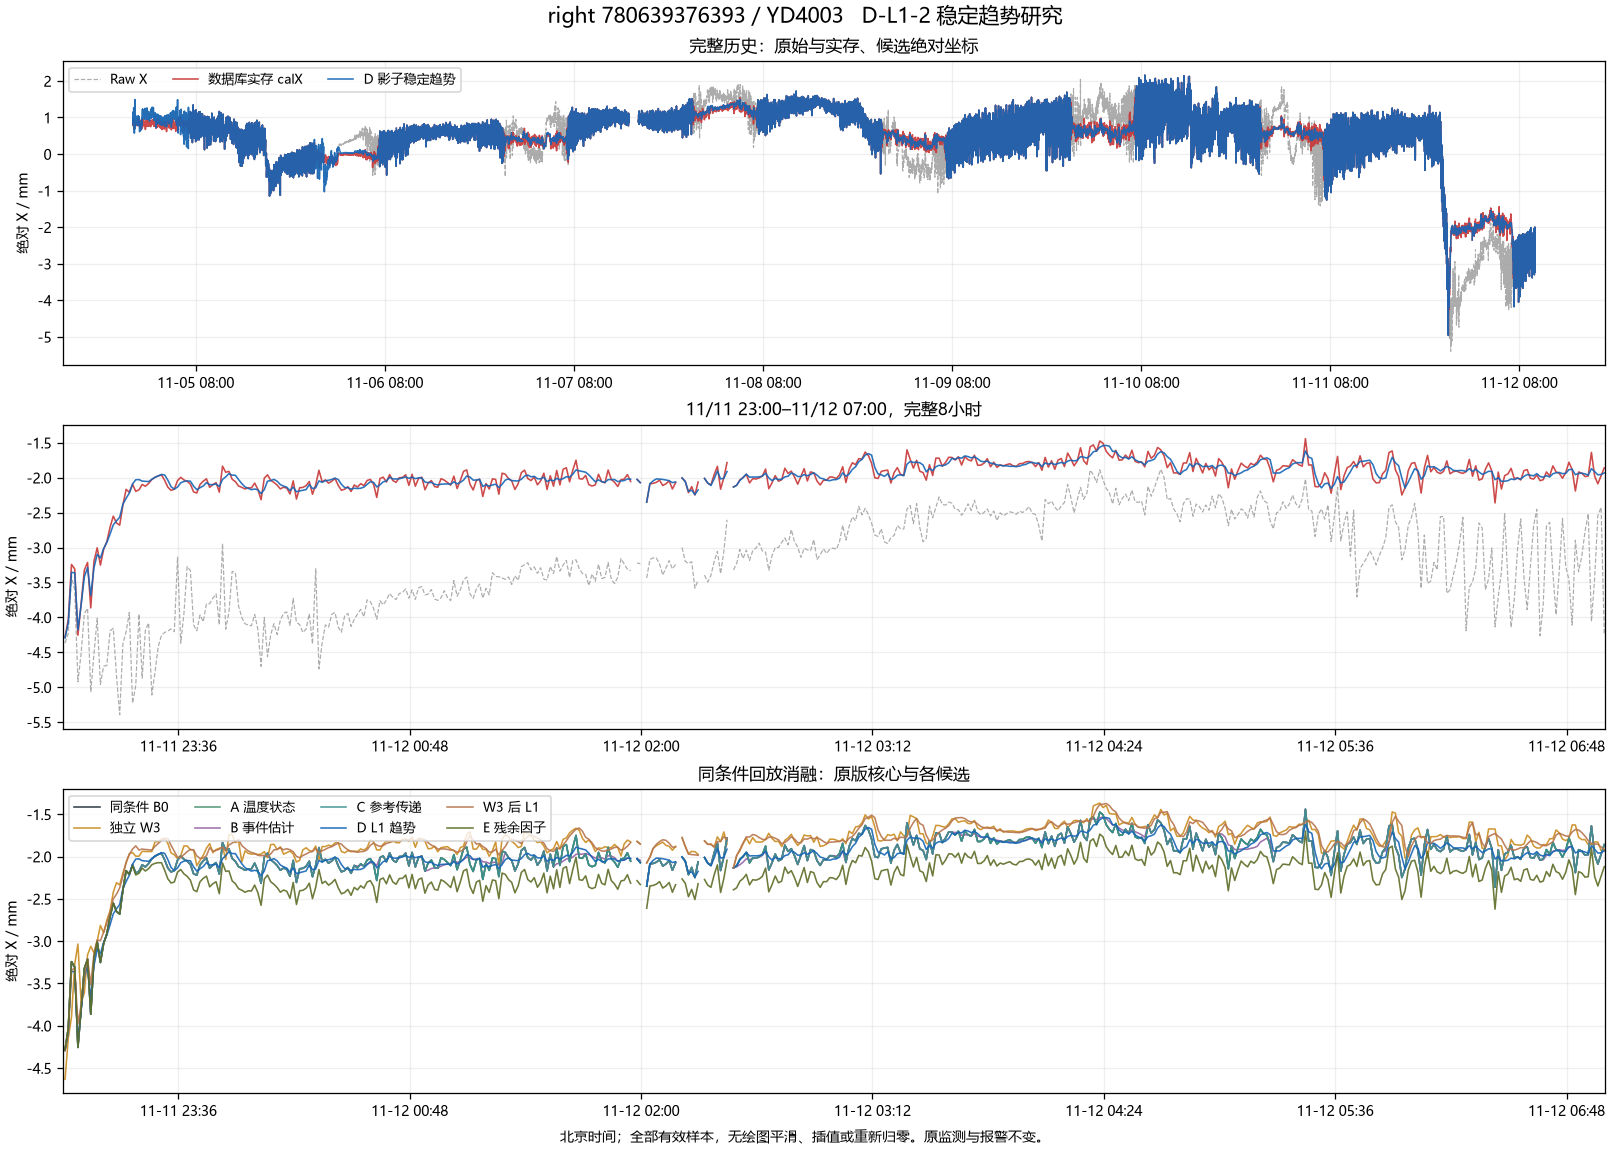 right 780639376393 / YD4003   D-L1-2 稳定趋势研究
完整历史：原始与实存、候选绝对坐标
Raw X
数据库实存 calX
D 影子稳定趋势
绝对 X / mm
2
1
0
-1
-2
-3
-4
-5
11-05 08:00
11-06 08:00
11-07 08:00
11-08 08:00
11-09 08:00
11-10 08:00
11-11 08:00
11-12 08:00
11/11 23:00–11/12 07:00，完整8小时
绝对 X / mm
-1.5
-2.0
-2.5
-3.0
-3.5
-4.0
-4.5
-5.0
-5.5
11-11 23:36
11-12 00:48
11-12 02:00
11-12 03:12
11-12 04:24
11-12 05:36
11-12 06:48
同条件回放消融：原版核心与各候选
同条件 B0
A 温度状态
C 参考传递
W3 后 L1
独立 W3
B 事件估计
D L1 趋势
E 残余因子
绝对 X / mm
-1.5
-2.0
-2.5
-3.0
-3.5
-4.0
-4.5
11-11 23:36
11-12 00:48
11-12 02:00
11-12 03:12
11-12 04:24
11-12 05:36
11-12 06:48
北京时间；全部有效样本，无绘图平滑、插值或重新归零。原监测与报警不变。